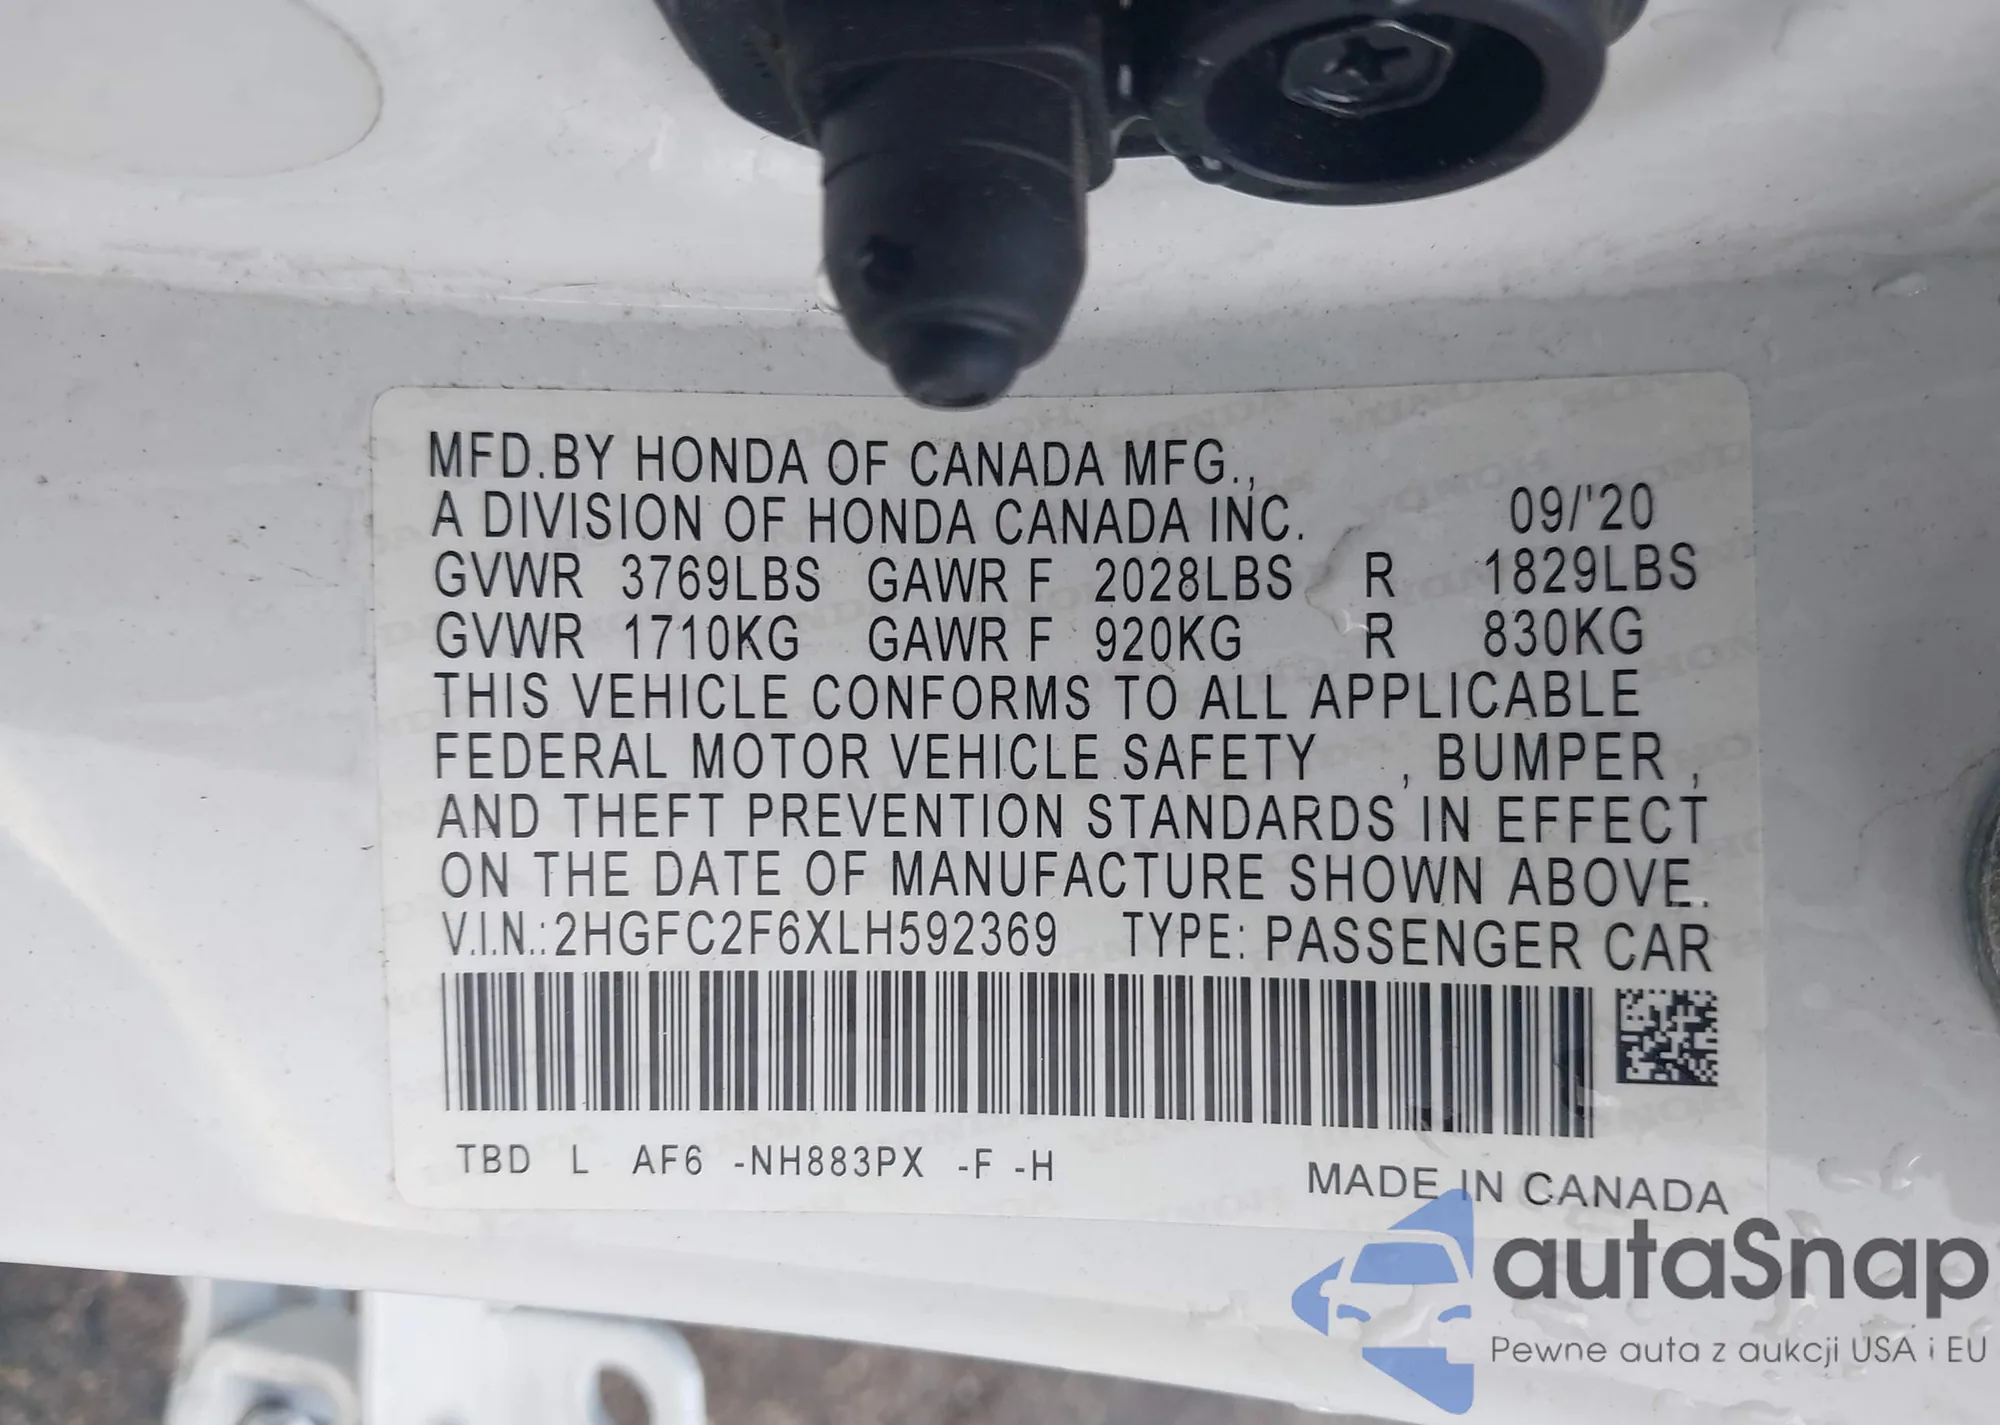 MFD.BY HONDA OF CANADA MFG.,
A DIVISION OF HONDA CANADA INC. 09/'20
GVWR 3769LBS GAWR F 2028LBS R 1829LBS
GVWR 1710KG GAWR F 920KG R 830KG
THIS VEHICLE CONFORMS TO ALL APPLICABLE
FEDERAL MOTOR VEHICLE SAFETY , BUMPER ,
AND THEFT PREVENTION STANDARDS IN EFFECT
ON THE DATE OF MANUFACTURE SHOWN ABOVE.
V.I.N.:2HGFC2F6XLH592369 TYPE: PASSENGER CAR
TBD L AF6 -NH883PX -F -H
MADE IN CANADA
autaSnap
Pewne auta z aukcji USA i EU